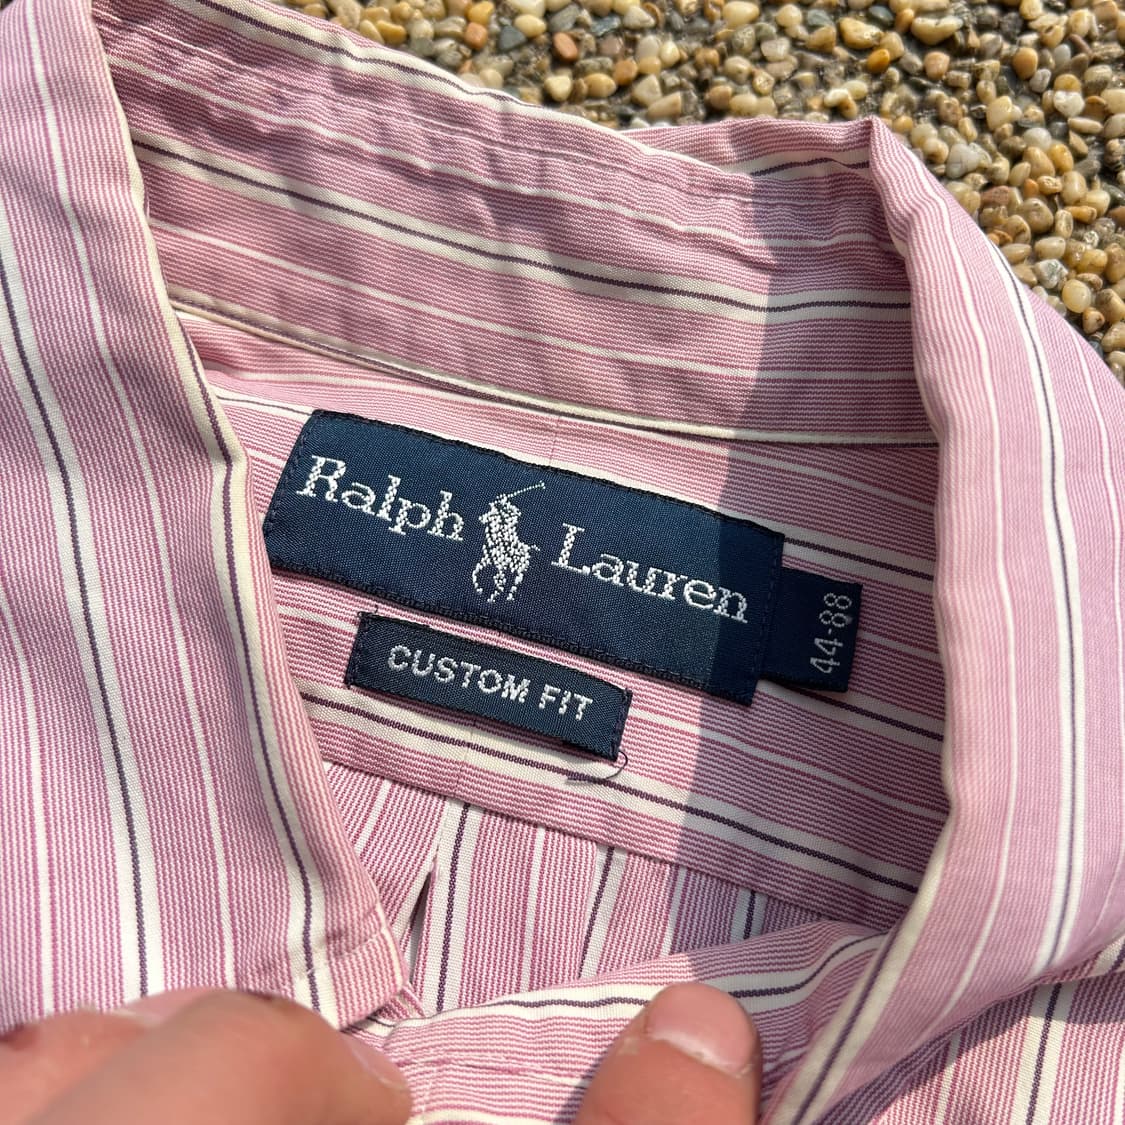 Ralph Lauren
44-88
CUSTOM FIT